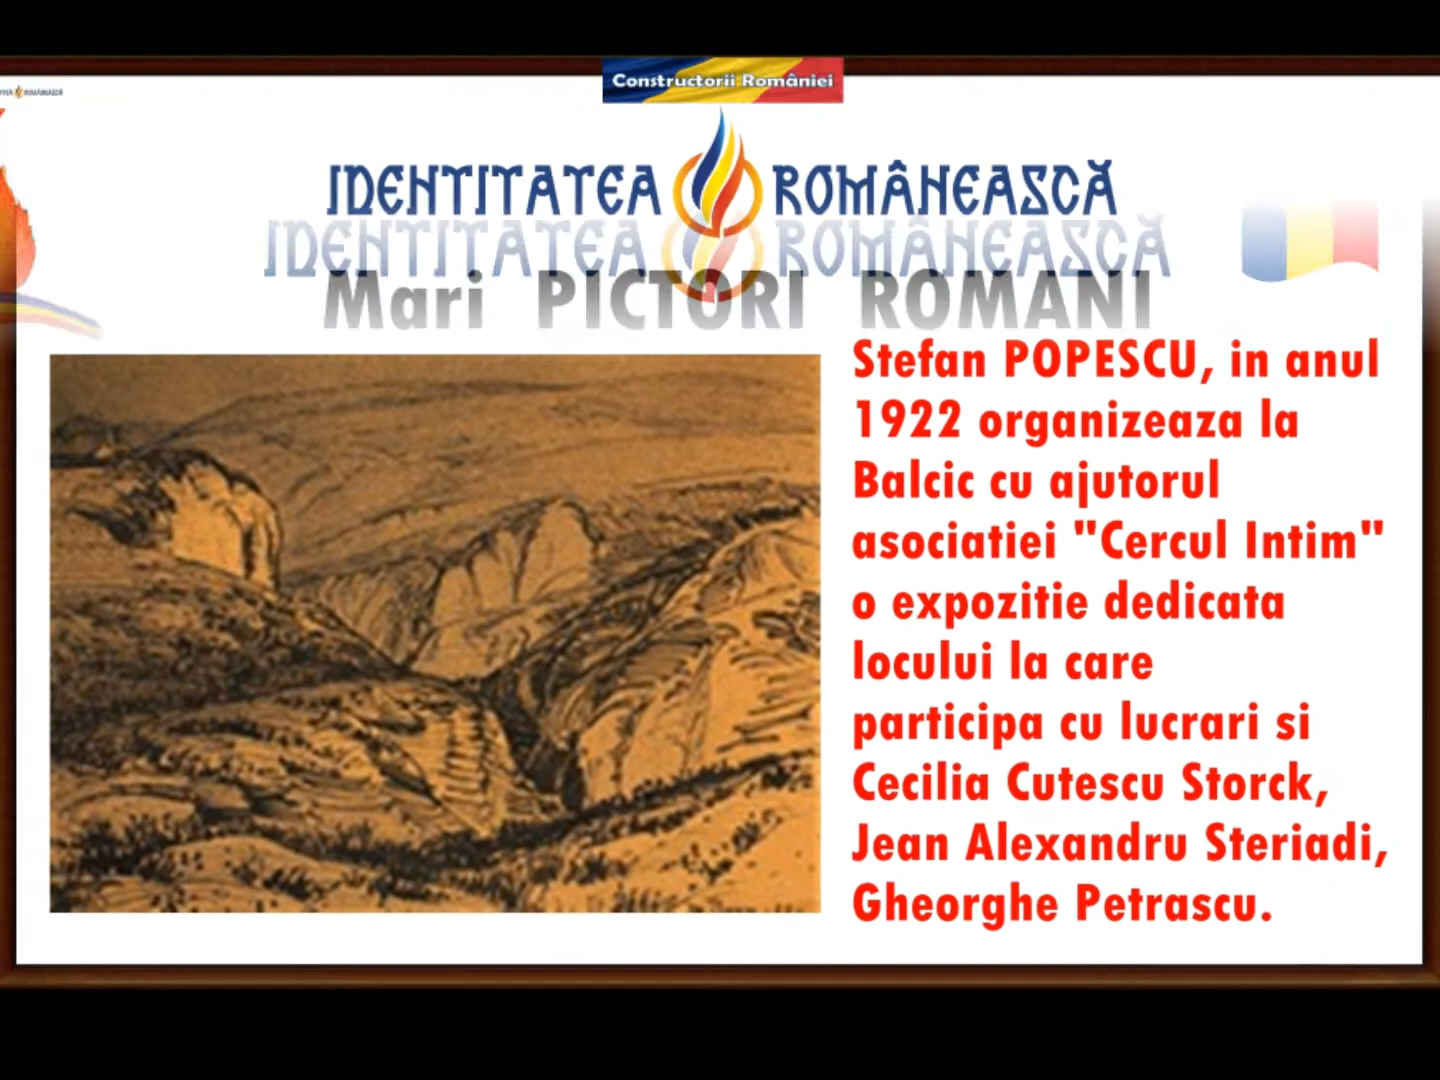 Constructorii României
IDENTITATEA ROMÂNEASCĂ
IDENTITATEA ROMÂNEASCĂ
Mari PICTORI ROMANI
Stefan POPESCU, in anul
1922 organizeaza la
Balcic cu ajutorul
asociatiei "Cercul Intim"
o expozitie dedicata
locului la care
participa cu lucrari si
Cecilia Cutescu Storck,
Jean Alexandru Steriadi,
Gheorghe Petrascu.